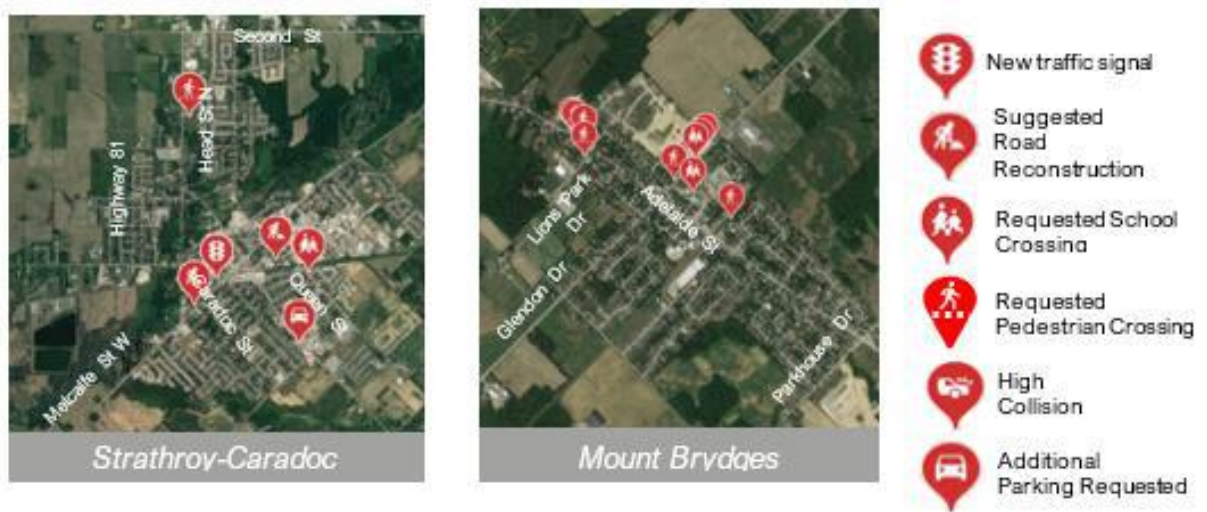 Second St
Head St N
Highway 81
Queen St
Caradoc St
Metcalfe St W
Strathroy-Caradoc
Lions Park
Dr
Adelaide St
Glendon Dr
Parkhouse Dr
Mount Brydges
New traffic signal
Suggested
Road
Reconstruction
Requested School
Crossing
Requested
Pedestrian Crossing
High
Collision
Additional
Parking Requested